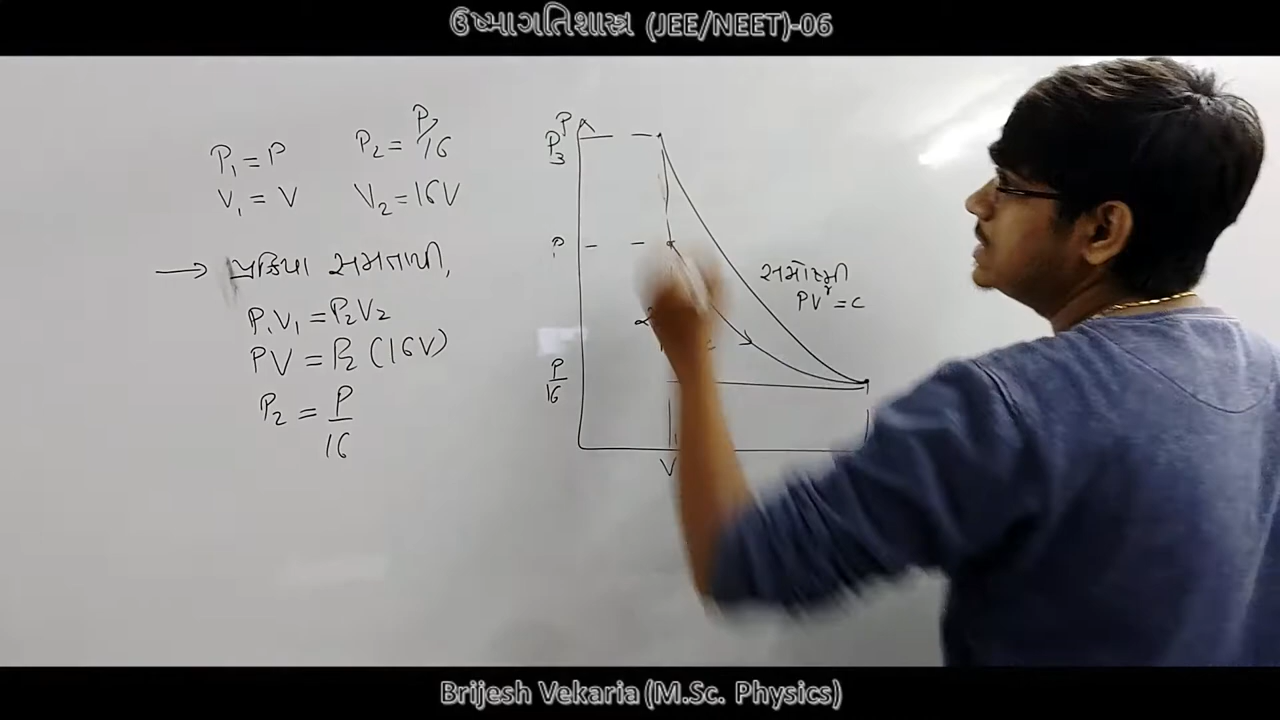 ઉષ્માગતિશાસ્ત્ર (JEE/NEET)-06
P₁ = P P₂ = P/16
V₁ = V V₂ = 16V
→ પ્રક્રિયા સમતાપી,
P₁V₁ = P₂V₂
PV = P₂ (16V)
P₂ = P/16
P
P₃
P
P/16
V
સમોષ્મી
PVʳ = C
Brijesh Vekaria (M.Sc. Physics)